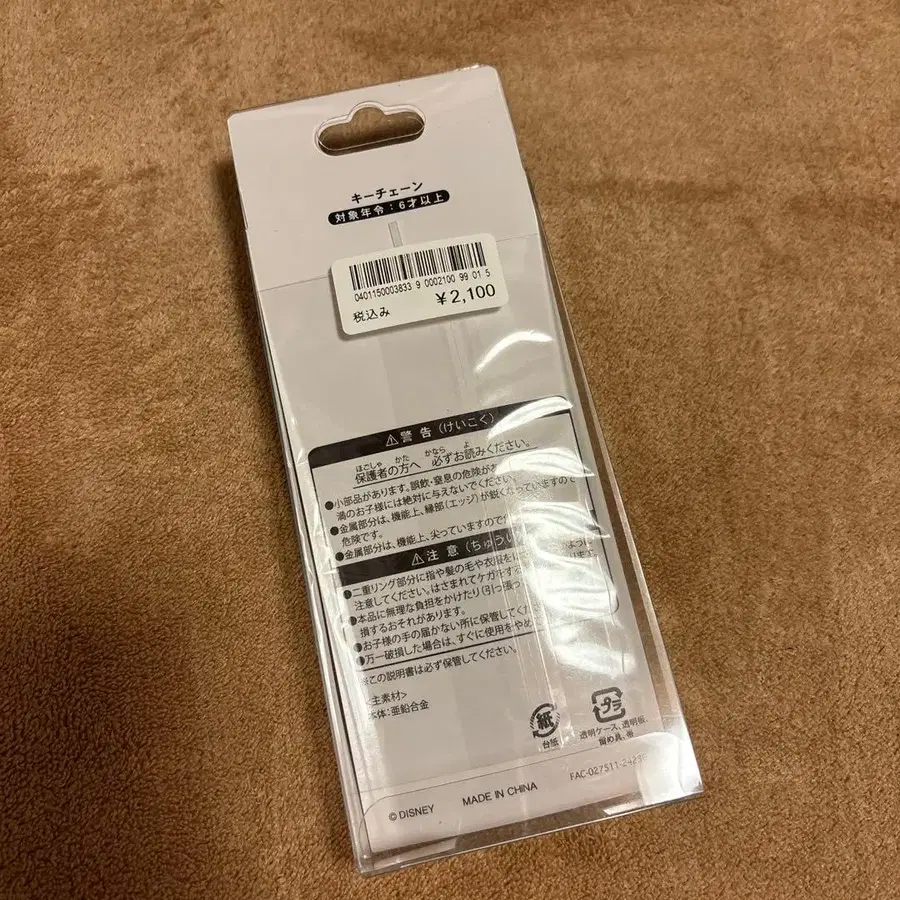 キーチェーン
対象年令：6才以上
0401150003833 9 0002100 99 01 5
税込み ￥2,100
⚠警 告（けいこく）
ほごしゃ かた かなら よ
保護者の方へ 必ずお読みください。
●小部品があります。誤飲・窒息の危険があ
満のお子様には絶対に与えないでください。
●金属部分は、機能上、縁部（エッジ）が鋭くなっていますので
危険です。
●金属部分は、機能上、尖っていますので
⚠注 意（ちゅうい
●二重リング部分に指や髪の毛や衣服を
注意してください。はさまれてケガをする
●本品に無理な負担をかけたり（引っ張っ
損するおそれがあります。
●お子様の手の届かない所に保管してくだ
●万一破損した場合は、すぐに使用をやめ
※この説明書は必ず保管してください。
<主素材>
本体：亜鉛合金
紙
台紙
プラ
透明ケース、透明板、
留め具、糸
FAC-027511-24
© DISNEY MADE IN CHINA